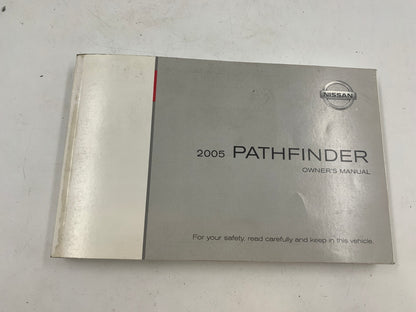 NISSAN
2005 PATHFINDER
OWNER'S MANUAL
For your safety, read carefully and keep in this vehicle.